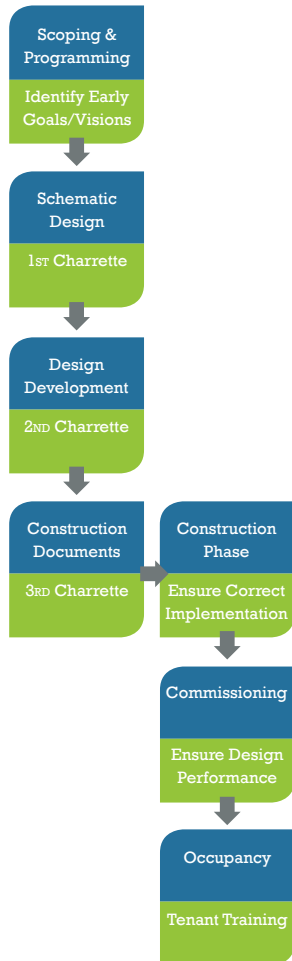 Scoping &
Programming
Identify Early
Goals/Visions
Schematic
Design
1ST Charrette
Design
Development
2ND Charrette
Construction
Documents
3RD Charrette
Construction
Phase
Ensure Correct
Implementation
Commissioning
Ensure Design
Performance
Occupancy
Tenant Training